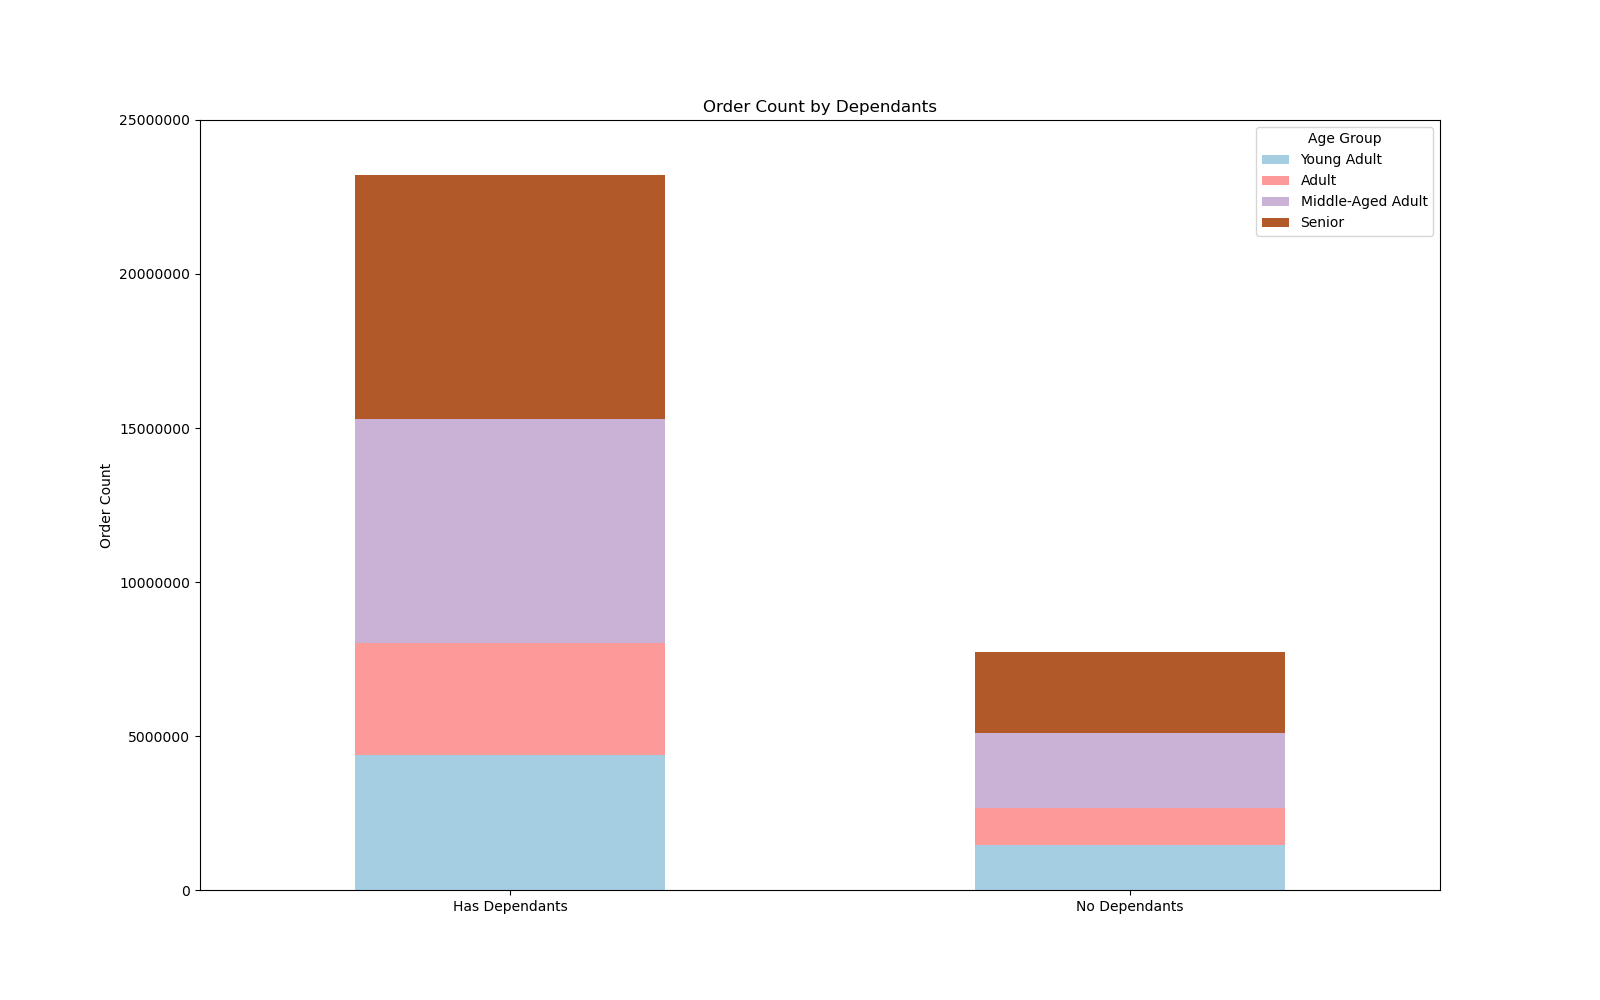 Order Count by Dependants
25000000
20000000
15000000
10000000
5000000
0
Order Count
Has Dependants
No Dependants
Age Group
Young Adult
Adult
Middle-Aged Adult
Senior